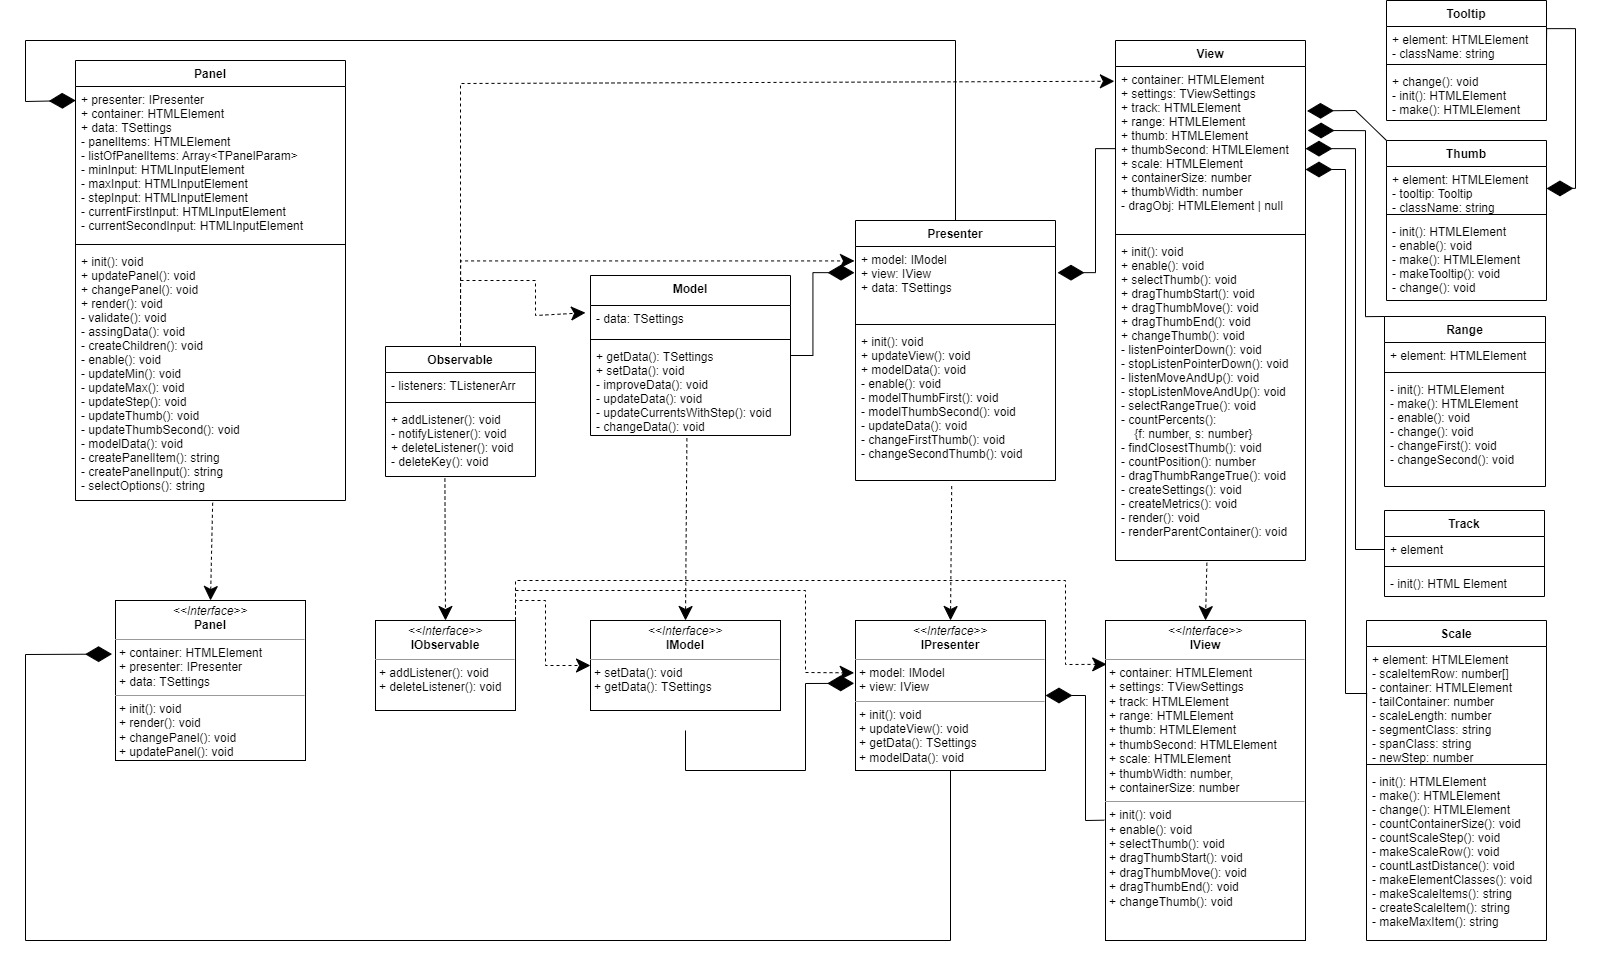 Panel
+ presenter: IPresenter
+ container: HTMLElement
+ data: TSettings
- panelItems: HTMLElement
- listOfPanelItems: Array<TPanelParam>
- minInput: HTMLInputElement
- maxInput: HTMLInputElement
- stepInput: HTMLInputElement
- currentFirstInput: HTMLInputElement
- currentSecondInput: HTMLInputElement
+ init(): void
+ updatePanel(): void
+ changePanel(): void
+ render(): void
- validate(): void
- assingData(): void
- createChildren(): void
- enable(): void
- updateMin(): void
- updateMax(): void
- updateStep(): void
- updateThumb(): void
- updateThumbSecond(): void
- modelData(): void
- createPanelItem(): string
- createPanelInput(): string
- selectOptions(): string
Observable
- listeners: TListenerArr
+ addListener(): void
- notifyListener(): void
+ deleteListener(): void
- deleteKey(): void
Model
- data: TSettings
+ getData(): TSettings
+ setData(): void
- improveData(): void
- updateData(): void
- updateCurrentsWithStep(): void
- changeData(): void
Presenter
+ model: IModel
+ view: IView
+ data: TSettings
+ init(): void
+ updateView(): void
+ modelData(): void
- enable(): void
- modelThumbFirst(): void
- modelThumbSecond(): void
- updateData(): void
- changeFirstThumb(): void
- changeSecondThumb(): void
View
+ container: HTMLElement
+ settings: TViewSettings
+ track: HTMLElement
+ range: HTMLElement
+ thumb: HTMLElement
+ thumbSecond: HTMLElement
+ scale: HTMLElement
+ containerSize: number
+ thumbWidth: number
- dragObj: HTMLElement | null
+ init(): void
+ enable(): void
+ selectThumb(): void
+ dragThumbStart(): void
+ dragThumbMove(): void
+ dragThumbEnd(): void
+ changeThumb(): void
- listenPointerDown(): void
- stopListenPointerDown(): void
- listenMoveAndUp(): void
- stopListenMoveAndUp(): void
- selectRangeTrue(): void
- countPercents():
{f: number, s: number}
- findClosestThumb(): void
- countPosition(): number
- dragThumbRangeTrue(): void
- createSettings(): void
- createMetrics(): void
- render(): void
- renderParentContainer(): void
Tooltip
+ element: HTMLElement
- className: string
+ change(): void
- init(): HTMLElement
- make(): HTMLElement
Thumb
+ element: HTMLElement
- tooltip: Tooltip
- className: string
- init(): HTMLElement
- enable(): void
- make(): HTMLElement
- makeTooltip(): void
- change(): void
Range
+ element: HTMLElement
- init(): HTMLElement
- make(): HTMLElement
- enable(): void
- change(): void
- changeFirst(): void
- changeSecond(): void
Track
+ element
- init(): HTML Element
Scale
+ element: HTMLElement
- scaleItemRow: number[]
- container: HTMLElement
- tailContainer: number
- scaleLength: number
- segmentClass: string
- spanClass: string
- newStep: number
- init(): HTMLElement
- make(): HTMLElement
- change(): HTMLElement
- countContainerSize(): void
- countScaleStep(): void
- makeScaleRow(): void
- countLastDistance(): void
- makeElementClasses(): void
- makeScaleItems(): string
- createScaleItem(): string
- makeMaxItem(): string
<<Interface>>
Panel
+ container: HTMLElement
+ presenter: IPresenter
+ data: TSettings
+ init(): void
+ render(): void
+ changePanel(): void
+ updatePanel(): void
<<Interface>>
IObservable
+ addListener(): void
+ deleteListener(): void
<<Interface>>
IModel
+ setData(): void
+ getData(): TSettings
<<Interface>>
IPresenter
+ model: IModel
+ view: IView
+ init(): void
+ updateView(): void
+ getData(): TSettings
+ modelData(): void
<<Interface>>
IView
+ container: HTMLElement
+ settings: TViewSettings
+ track: HTMLElement
+ range: HTMLElement
+ thumb: HTMLElement
+ thumbSecond: HTMLElement
+ scale: HTMLElement
+ thumbWidth: number,
+ containerSize: number
+ init(): void
+ enable(): void
+ selectThumb(): void
+ dragThumbStart(): void
+ dragThumbMove(): void
+ dragThumbEnd(): void
+ changeThumb(): void